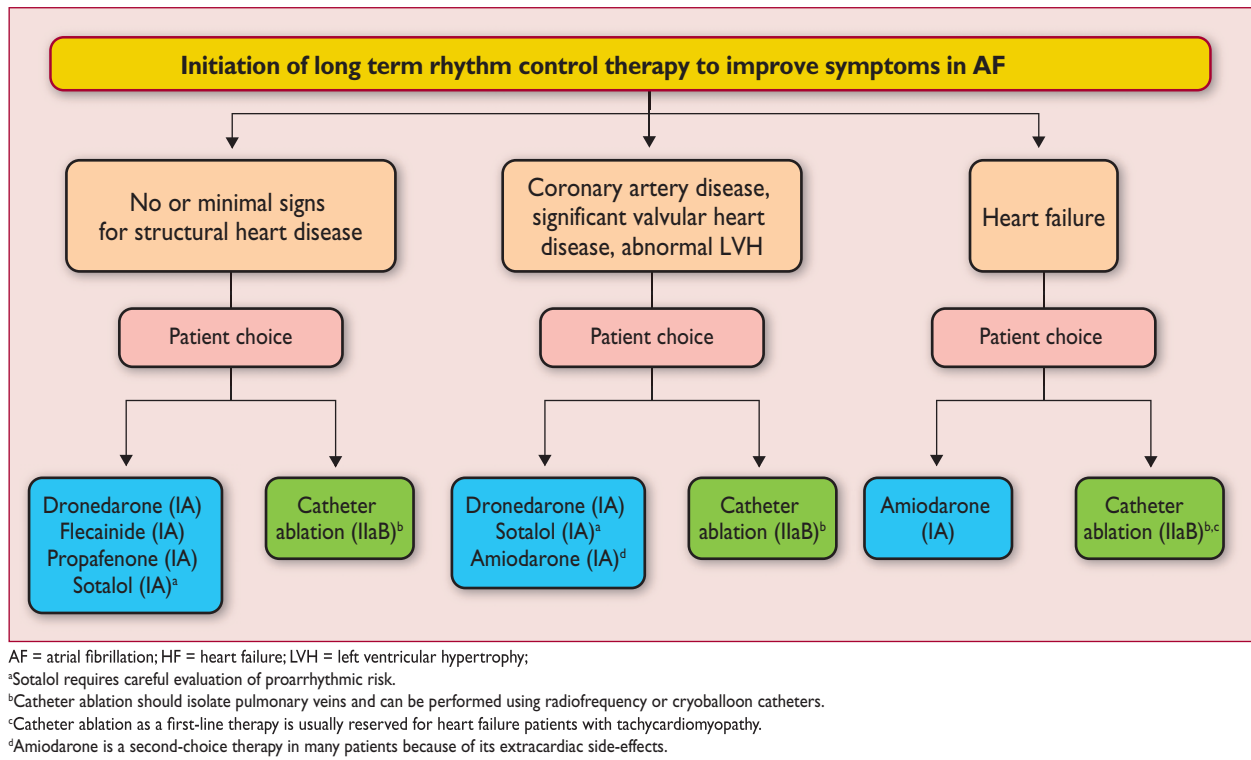 Initiation of long term rhythm control therapy to improve symptoms in AF
No or minimal signs
for structural heart disease
Coronary artery disease,
significant valvular heart
disease, abnormal LVH
Heart failure
Patient choice
Patient choice
Patient choice
Dronedarone (IA)
Flecainide (IA)
Propafenone (IA)
Sotalol (IA)ᵃ
Catheter
ablation (IIaB)ᵇ
Dronedarone (IA)
Sotalol (IA)ᵃ
Amiodarone (IA)ᵈ
Catheter
ablation (IIaB)ᵇ
Amiodarone
(IA)
Catheter
ablation (IIaB)ᵇ,ᶜ
AF = atrial fibrillation; HF = heart failure; LVH = left ventricular hypertrophy;
ᵃSotalol requires careful evaluation of proarrhythmic risk.
ᵇCatheter ablation should isolate pulmonary veins and can be performed using radiofrequency or cryoballoon catheters.
ᶜCatheter ablation as a first-line therapy is usually reserved for heart failure patients with tachycardiomyopathy.
ᵈAmiodarone is a second-choice therapy in many patients because of its extracardiac side-effects.